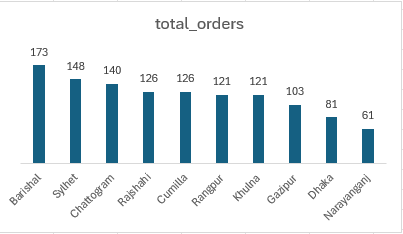 total_orders
173
148
140
126
126
121
121
103
81
61
Barishal
Sylhet
Chattogram
Rajshahi
Cumilla
Rangpur
Khulna
Gazipur
Dhaka
Narayanganj